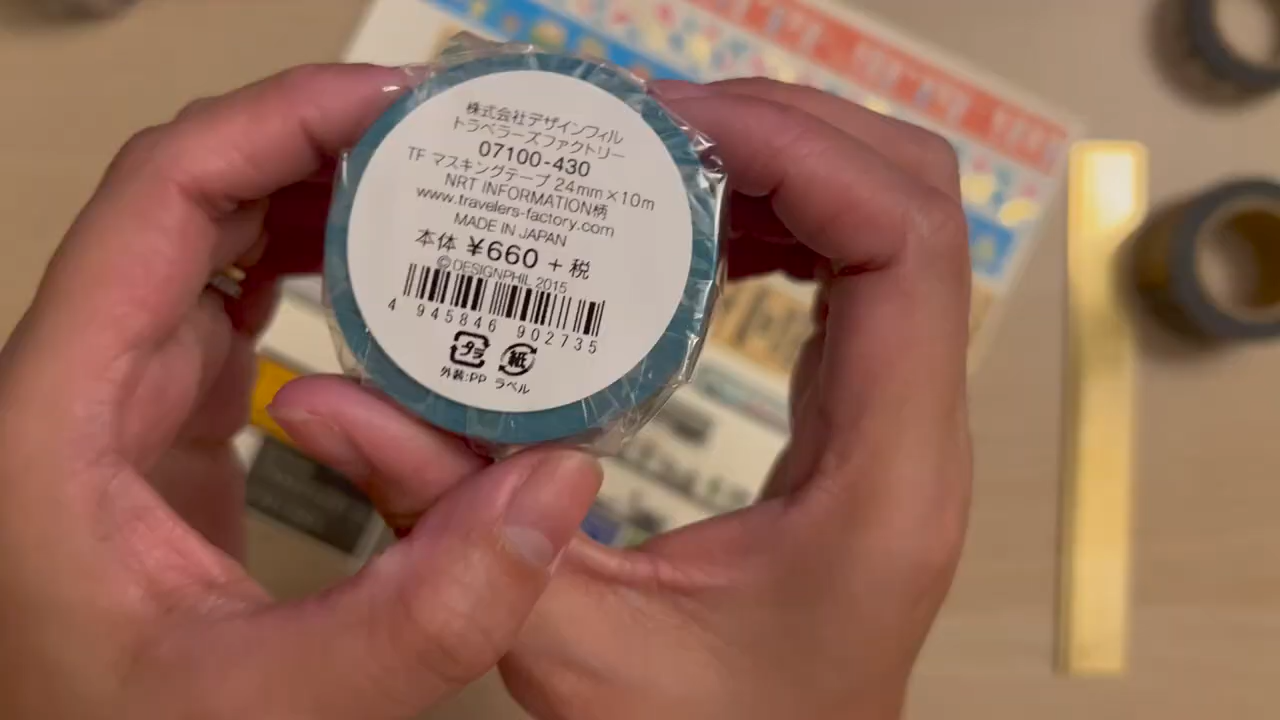 株式会社デザインフィル
トラベラーズファクトリー
07100-430
TF マスキングテープ 24mm×10m
NRT INFORMATION柄
www.travelers-factory.com
MADE IN JAPAN
本体 ¥660 + 税
©DESIGNPHIL 2015
4 945846 902735
プラ 紙
外装:PP ラベル